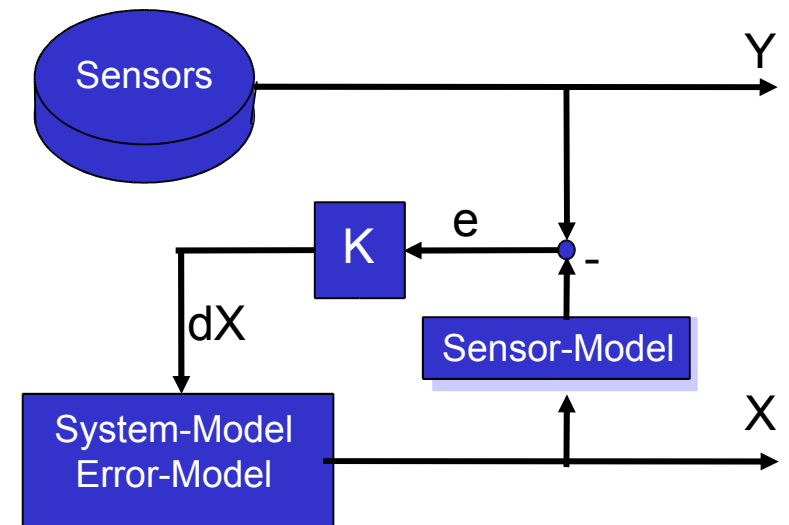 Sensors
Y
e
K
-
dX
Sensor-Model
X
System-Model
Error-Model